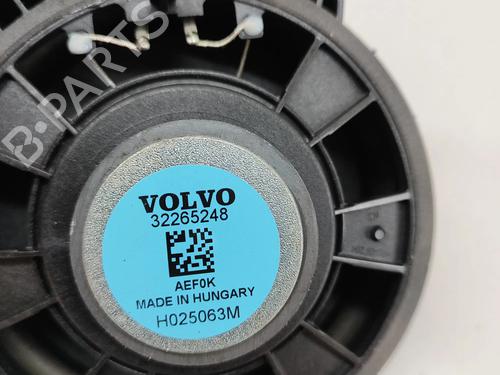 B-PARTS
VOLVO
32265248
AEF0K
MADE IN HUNGARY
H025063M